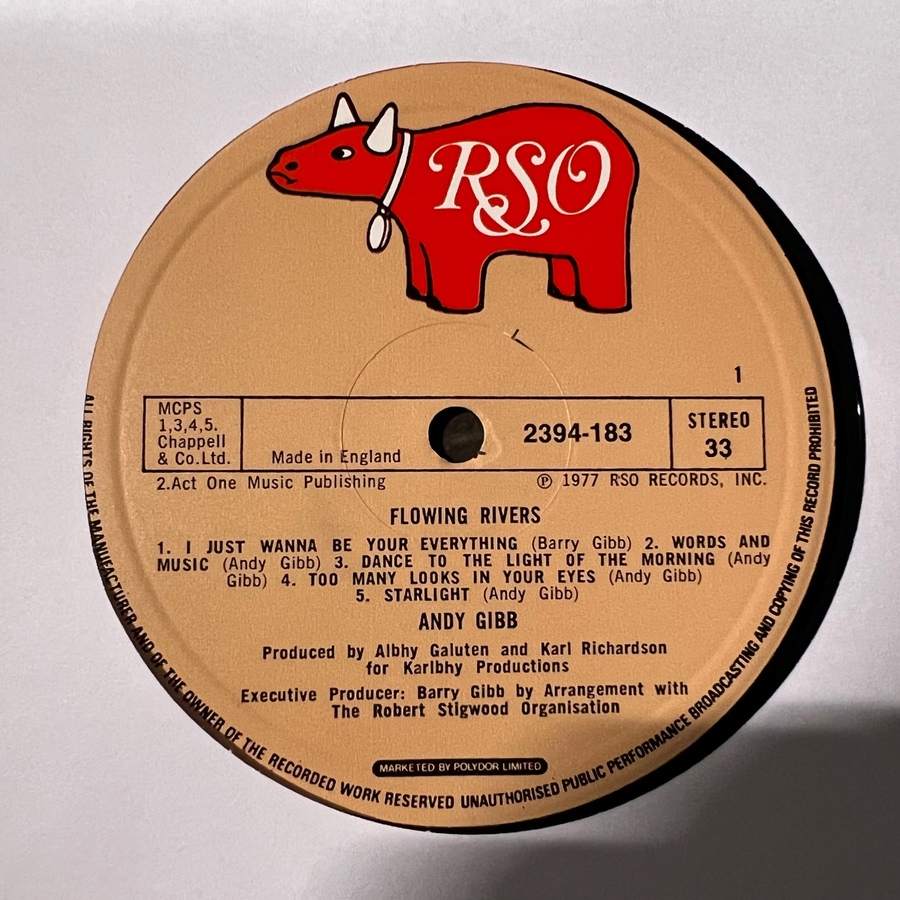 RSO
1
MCPS
1,3,4,5.
Chappell
& Co.Ltd.
Made in England
2394-183
STEREO
33
2.Act One Music Publishing
Ⓟ 1977 RSO RECORDS, INC.
FLOWING RIVERS
1. I JUST WANNA BE YOUR EVERYTHING (Barry Gibb) 2. WORDS AND
MUSIC (Andy Gibb) 3. DANCE TO THE LIGHT OF THE MORNING (Andy
Gibb) 4. TOO MANY LOOKS IN YOUR EYES (Andy Gibb)
5. STARLIGHT (Andy Gibb)
ANDY GIBB
Produced by Albhy Galuten and Karl Richardson
for Karlbhy Productions
Executive Producer: Barry Gibb by Arrangement with
The Robert Stigwood Organisation
MARKETED BY POLYDOR LIMITED
ALL RIGHTS OF THE MANUFACTURER AND OF THE OWNER OF THE RECORDED WORK RESERVED UNAUTHORISED PUBLIC PERFORMANCE BROADCASTING AND COPYING OF THIS RECORD PROHIBITED